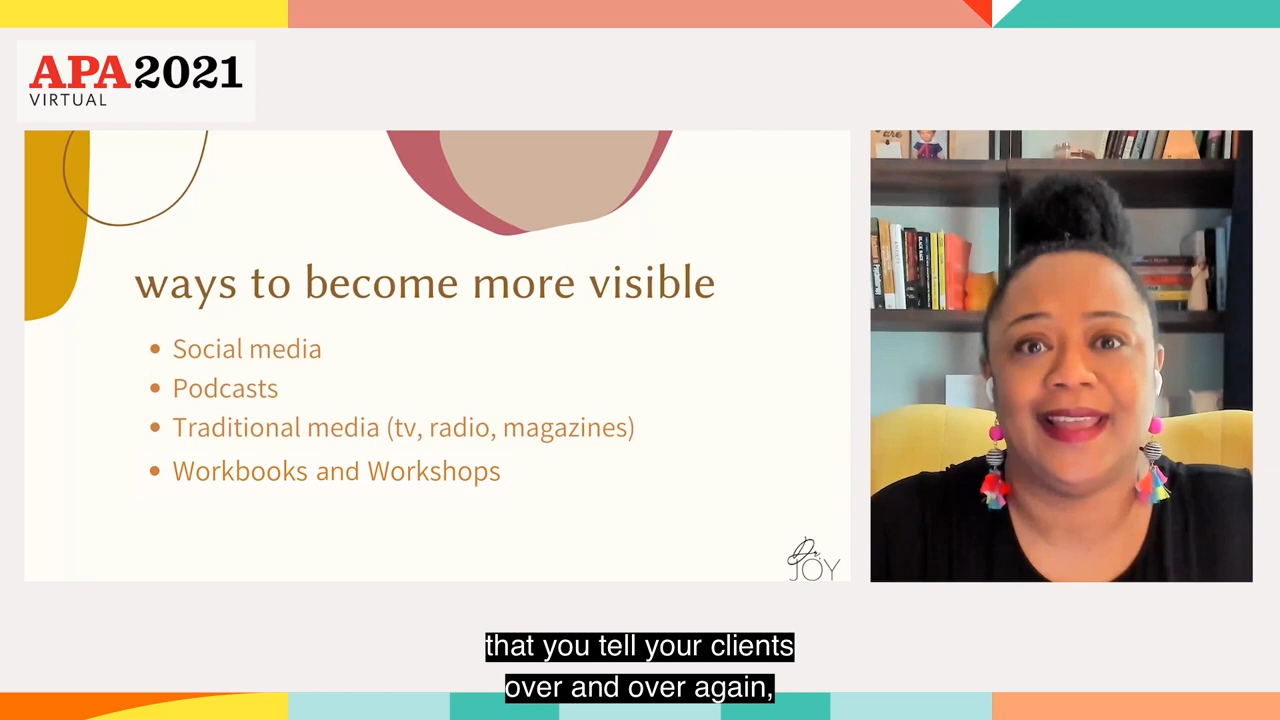 APA2021
VIRTUAL
ways to become more visible
Social media
Podcasts
Traditional media (tv, radio, magazines)
Workbooks and Workshops
Dr.
JOY
that you tell your clients
over and over again,